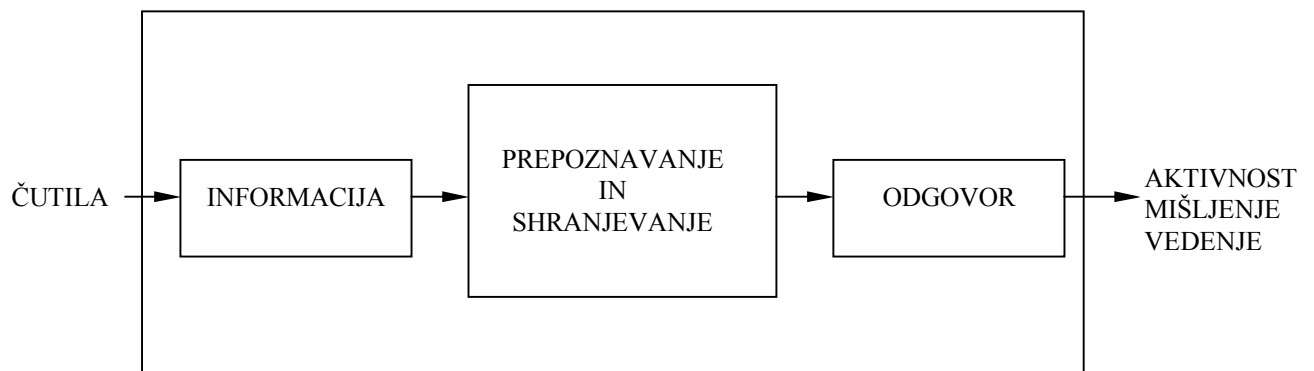 ČUTILA
INFORMACIJA
PREPOZNAVANJE
IN
SHRANJEVANJE
ODGOVOR
AKTIVNOST
MIŠLJENJE
VEDENJE